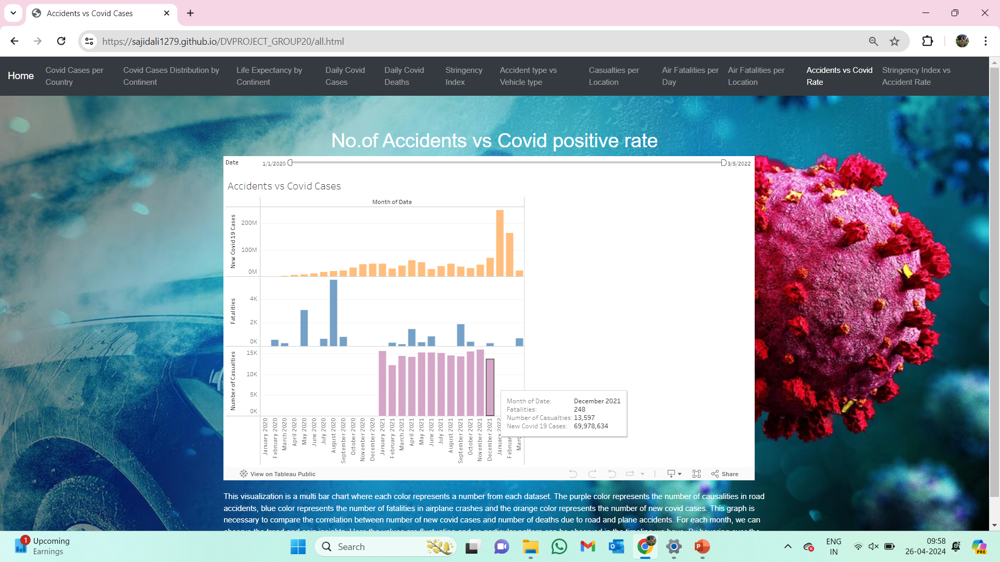 Accidents vs Covid Cases
https://sajidali1279.github.io/DVPROJECT_GROUP20/all.html
Home
Covid Cases per Country
Covid Cases Distribution by Continent
Life Expectancy by Continent
Daily Covid Cases
Daily Covid Deaths
Stringency Index
Accident type vs Vehicle type
Casualties per Location
Air Fatalities per Day
Air Fatalities per Location
Accidents vs Covid Rate
Stringency Index vs Accident Rate
No.of Accidents vs Covid positive rate
Date 1/1/2020 3/5/2022
Accidents vs Covid Cases
Month of Date
New Covid 19 Cases
200M
100M
0M
Fatalities
4K
2K
0K
Number of Casualties
15K
10K
5K
0K
January 2020
February 2020
March 2020
April 2020
May 2020
June 2020
July 2020
August 2020
September 2020
October 2020
November 2020
December 2020
January 2021
February 2021
March 2021
April 2021
May 2021
June 2021
July 2021
August 2021
September 2021
October 2021
November 2021
December 2021
January 2022
Februar
Marc
Month of Date: December 2021
Fatalities: 248
Number of Casualties: 13,597
New Covid 19 Cases: 69,978,634
View on Tableau Public
Share
This visualization is a multi bar chart where each color represents a number from each dataset. The purple color represents the number of causalities in road
accidents, blue color represents the number of fatalities in airplane crashes and the orange color represents the number of new covid cases. This graph is
necessary to compare the correlation between number of new covid cases and number of deaths due to road and plane accidents. For each month, we can
1
Upcoming
Earnings
Search
PRE
ENG
IN
09:58
26-04-2024